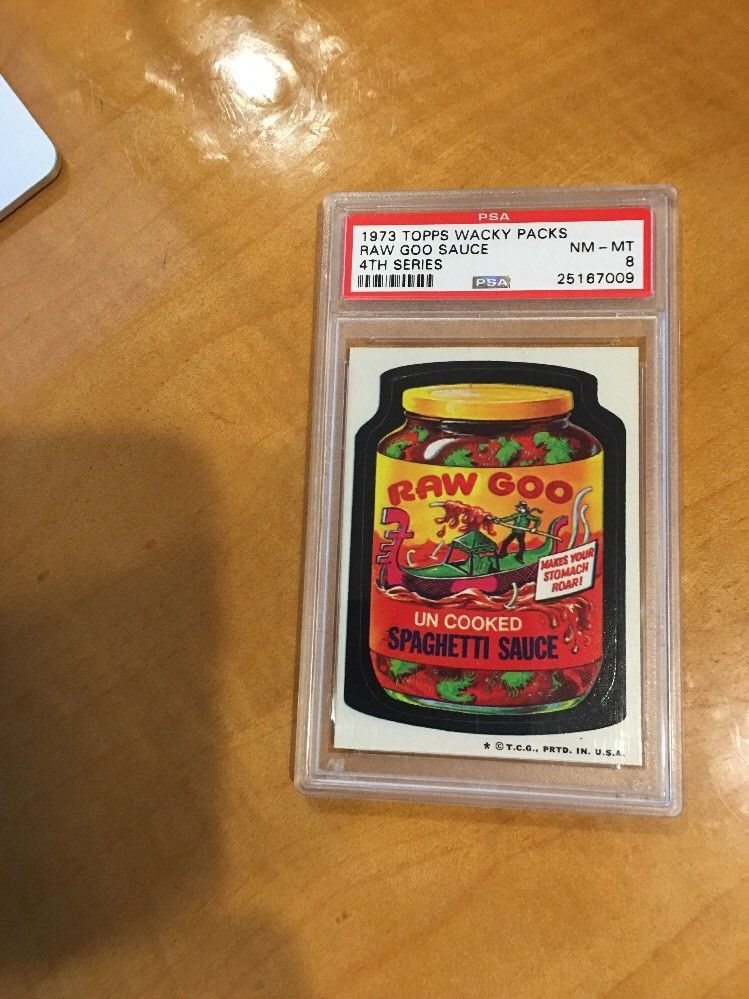 PSA
1973 TOPPS WACKY PACKS
RAW GOO SAUCE NM - MT
4TH SERIES 8
PSA 25167009
RAW GOO
MAKES YOUR
STOMACH
ROAR!
UN COOKED
SPAGHETTI SAUCE
* © T.C.G., PRTD. IN. U.S.A.